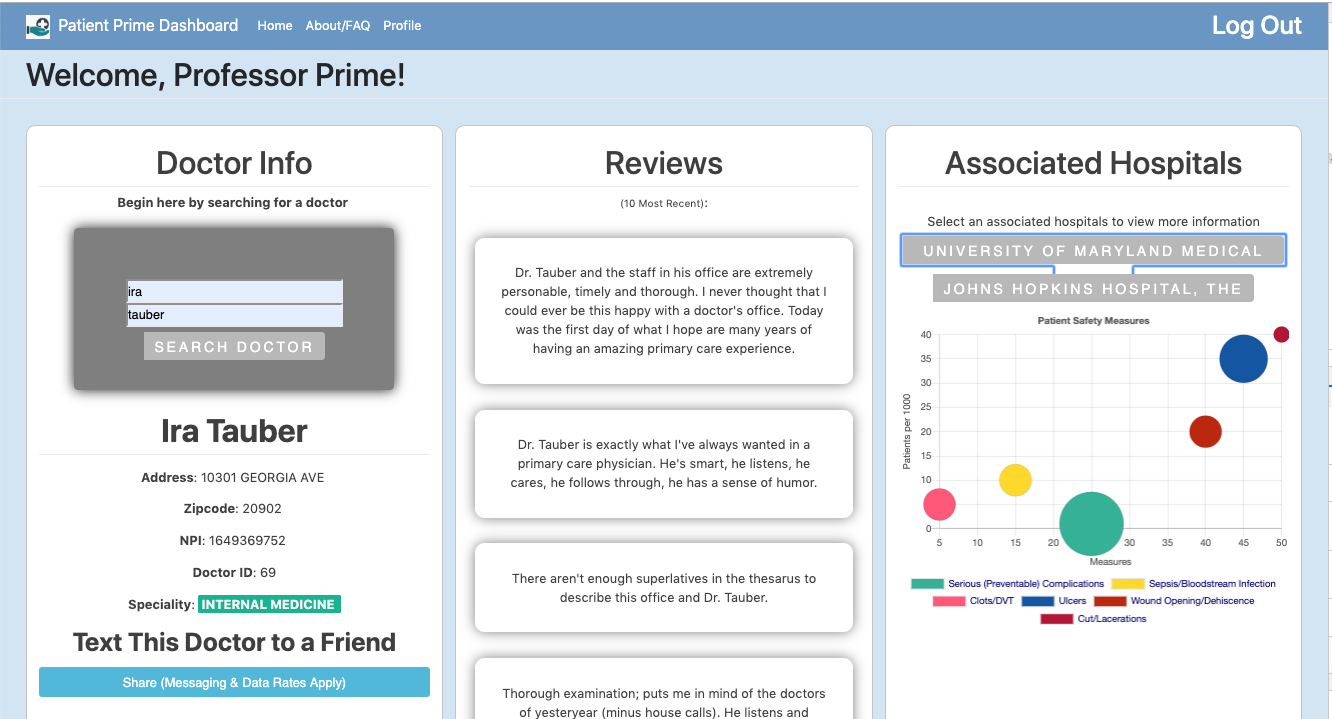 Patient Prime Dashboard Home About/FAQ Profile Log Out
Welcome, Professor Prime!
Doctor Info
Begin here by searching for a doctor
ira
tauber
SEARCH DOCTOR
Ira Tauber
Address: 10301 GEORGIA AVE
Zipcode: 20902
NPI: 1649369752
Doctor ID: 69
Speciality: INTERNAL MEDICINE
Text This Doctor to a Friend
Share (Messaging & Data Rates Apply)
Reviews
(10 Most Recent):
Dr. Tauber and the staff in his office are extremely
personable, timely and thorough. I never thought that I
could ever be this happy with a doctor's office. Today
was the first day of what I hope are many years of
having an amazing primary care experience.
Dr. Tauber is exactly what I've always wanted in a
primary care physician. He's smart, he listens, he
cares, he follows through, he has a sense of humor.
There aren't enough superlatives in the thesarus to
describe this office and Dr. Tauber.
Thorough examination; puts me in mind of the doctors
of yesteryear (minus house calls). He listens and
Associated Hospitals
Select an associated hospitals to view more information
UNIVERSITY OF MARYLAND MEDICAL
JOHNS HOPKINS HOSPITAL, THE
Patient Safety Measures
Patients per 1000
40
35
30
25
20
15
10
5
0
5 10 15 20 25 30 35 40 45 50
Measures
Serious (Preventable) Complications Sepsis/Bloodstream Infection
Clots/DVT Ulcers Wound Opening/Dehiscence
Cut/Lacerations